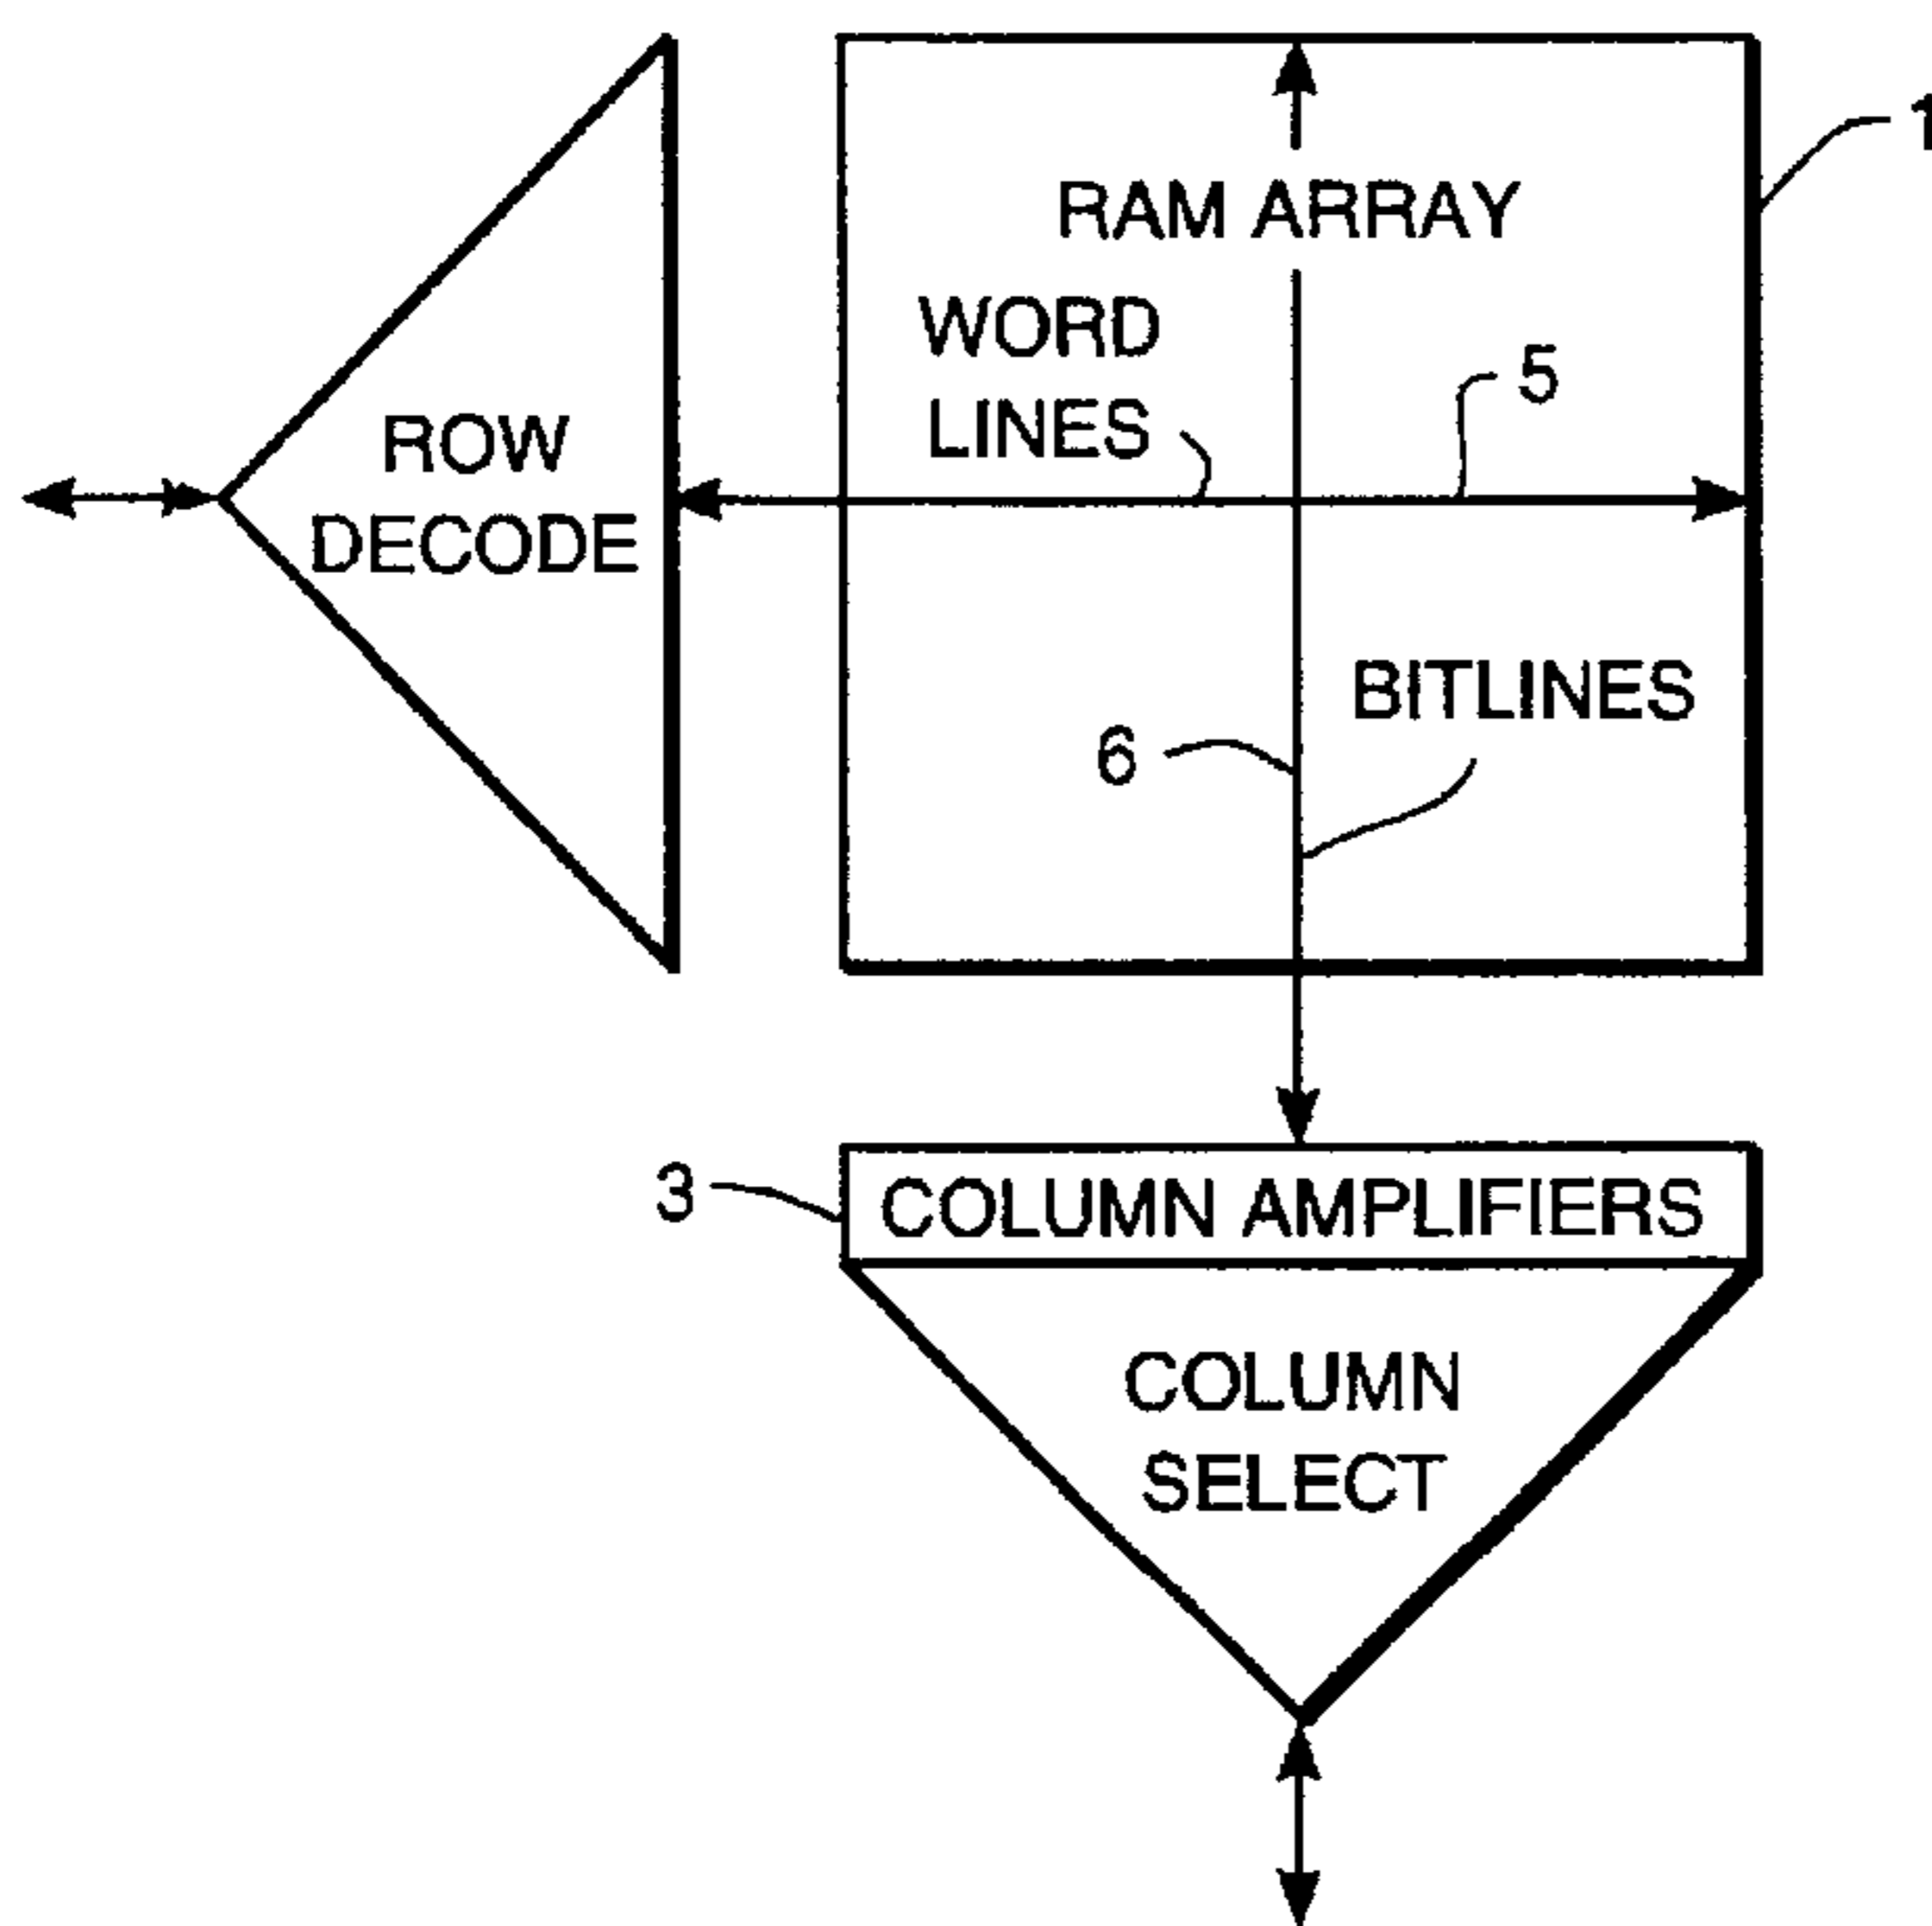 1
RAM ARRAY
WORD
LINES
5
ROW
DECODE
BITLINES
6
3
COLUMN AMPLIFIERS
COLUMN
SELECT